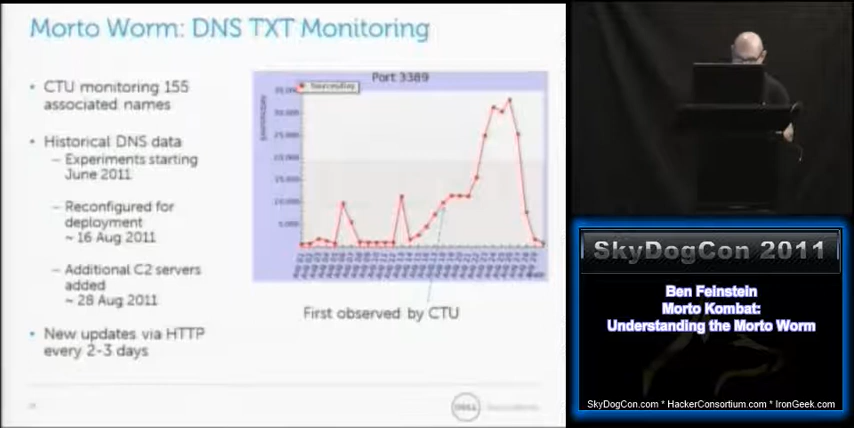 Morto Worm: DNS TXT Monitoring
• CTU monitoring 155
associated names
• Historical DNS data
– Experiments starting
June 2011
– Reconfigured for
deployment
~ 16 Aug 2011
– Additional C2 servers
added
~ 28 Aug 2011
• New updates via HTTP
every 2-3 days
Port 3389
Sources/Day
35,000
30,000
25,000
20,000
15,000
10,000
5,000
First observed by CTU
DELL
SkyDogCon 2011
Ben Feinstein
Morto Kombat:
Understanding the Morto Worm
SkyDogCon.com * HackerConsortium.com * IronGeek.com